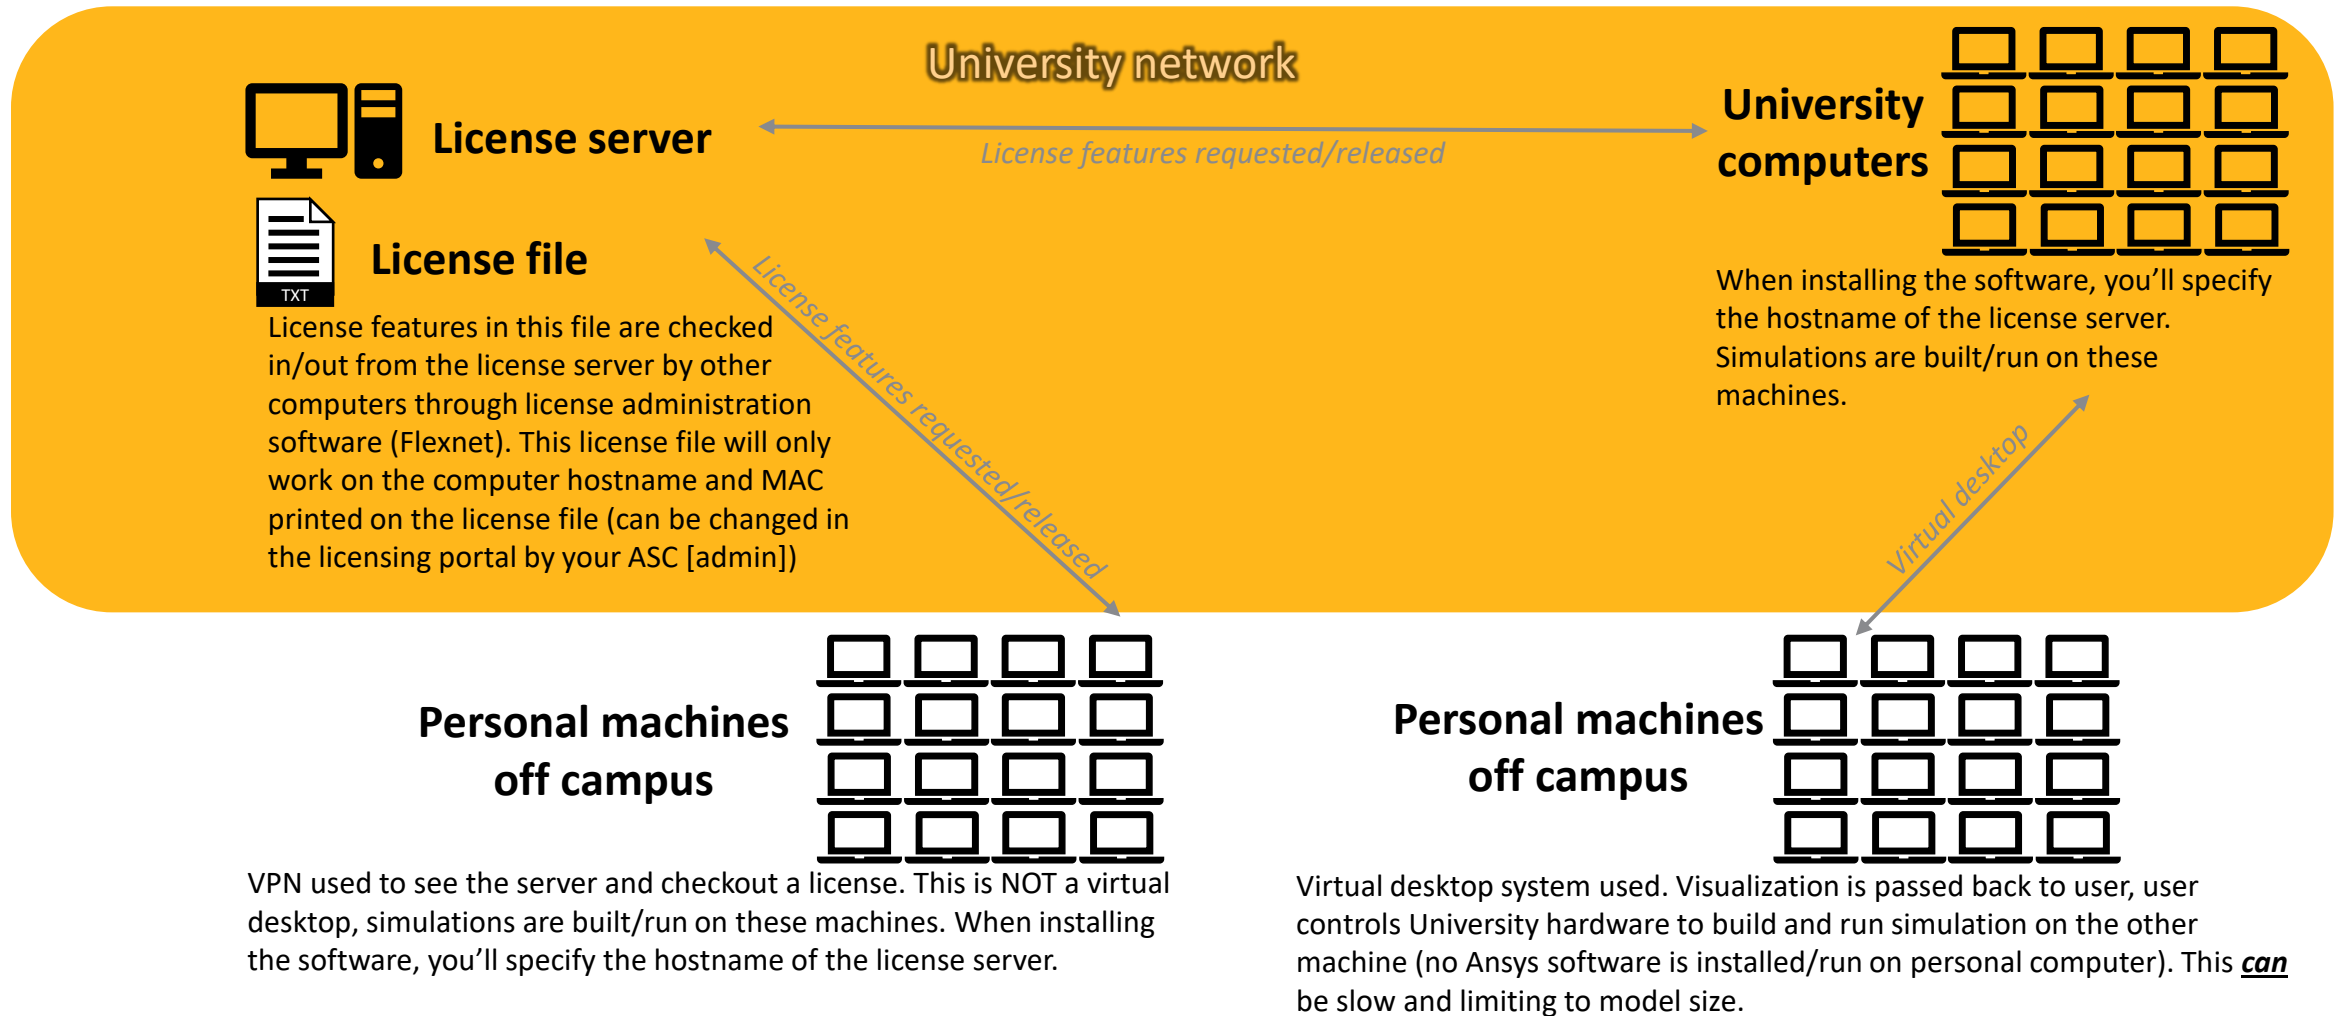 University network
License server
License features requested/released
University
computers
TXT
License file
License features in this file are checked
in/out from the license server by other
computers through license administration
software (Flexnet). This license file will only
work on the computer hostname and MAC
printed on the license file (can be changed in
the licensing portal by your ASC [admin])
License features requested/released
When installing the software, you’ll specify
the hostname of the license server.
Simulations are built/run on these
machines.
Virtual desktop
Personal machines
off campus
VPN used to see the server and checkout a license. This is NOT a virtual
desktop, simulations are built/run on these machines. When installing
the software, you’ll specify the hostname of the license server.
Personal machines
off campus
Virtual desktop system used. Visualization is passed back to user, user
controls University hardware to build and run simulation on the other
machine (no Ansys software is installed/run on personal computer). This can
be slow and limiting to model size.